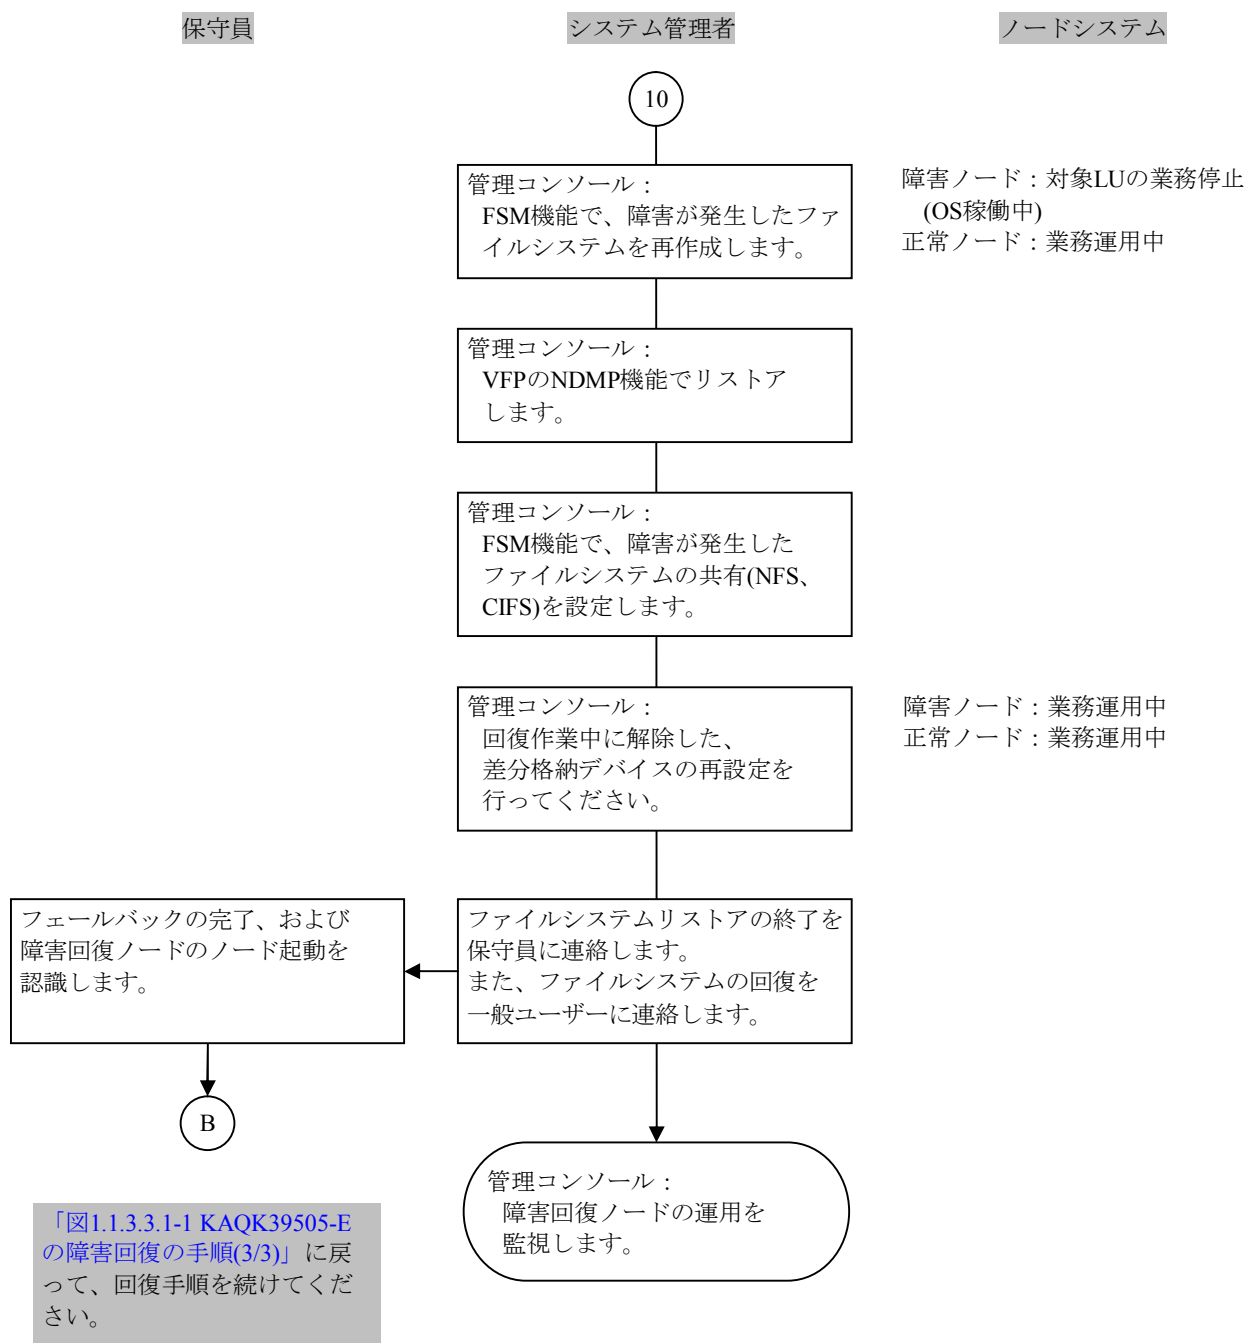 保守員
システム管理者
ノードシステム
10
管理コンソール：
FSM機能で、障害が発生したファ
イルシステムを再作成します。
障害ノード：対象LUの業務停止
(OS稼働中)
正常ノード：業務運用中
管理コンソール：
VFPのNDMP機能でリストア
します。
管理コンソール：
FSM機能で、障害が発生した
ファイルシステムの共有(NFS、
CIFS)を設定します。
管理コンソール：
回復作業中に解除した、
差分格納デバイスの再設定を
行ってください。
障害ノード：業務運用中
正常ノード：業務運用中
フェールバックの完了、および
障害回復ノードのノード起動を
認識します。
ファイルシステムリストアの終了を
保守員に連絡します。
また、ファイルシステムの回復を
一般ユーザーに連絡します。
B
管理コンソール：
障害回復ノードの運用を
監視します。
「図1.1.3.3.1-1 KAQK39505-E
の障害回復の手順(3/3)」に戻
って、回復手順を続けてくだ
さい。